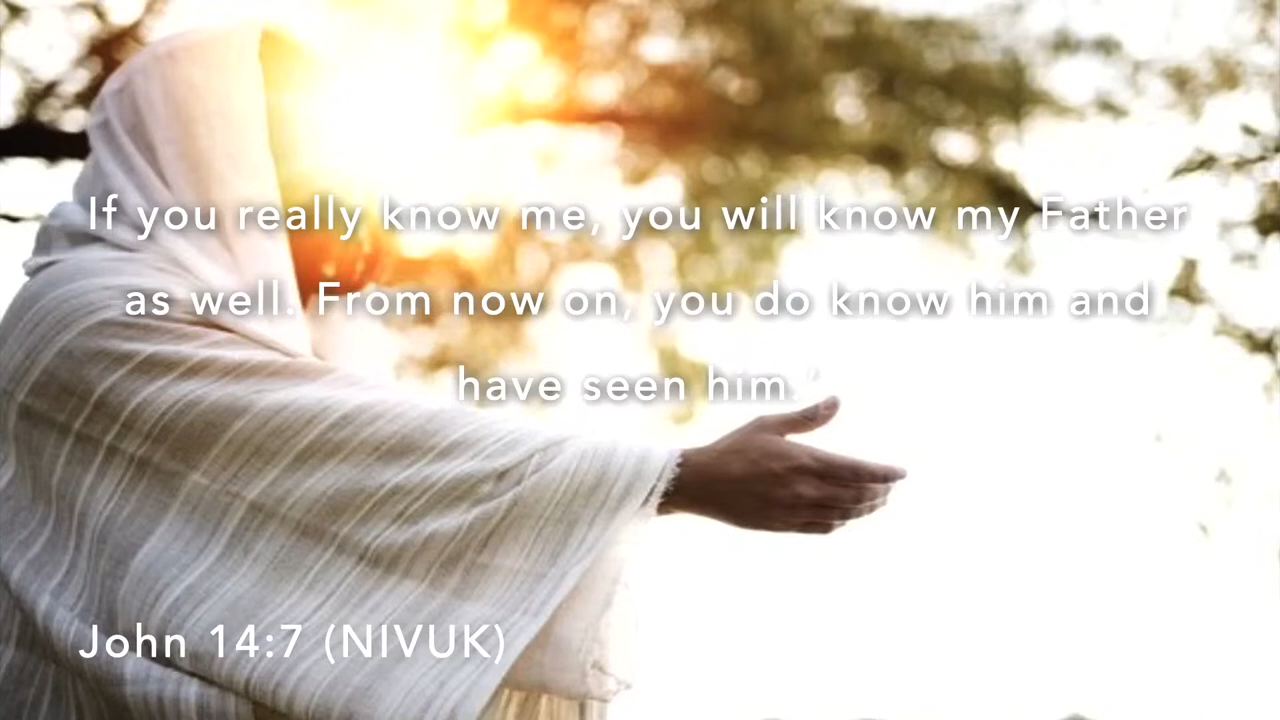 If you really know me, you will know my Father
as well. From now on, you do know him and
have seen him.’
John 14:7 (NIVUK)